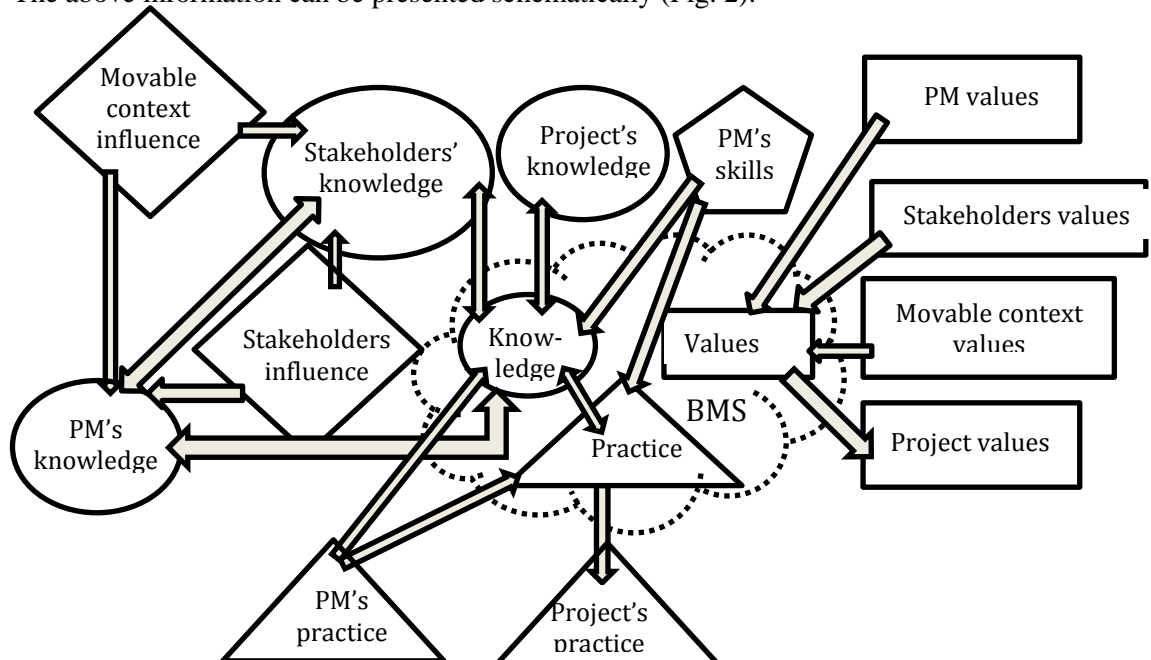 The above information can be presented schematically (Fig. 2).
Movable
context
influence
Stakeholders’
knowledge
Project’s
knowledge
PM’s
skills
PM values
Stakeholders values
Movable context
values
Project values
Stakeholders
influence
Know-
ledge
Values
BMS
Practice
PM’s
knowledge
PM’s
practice
Project’s
practice